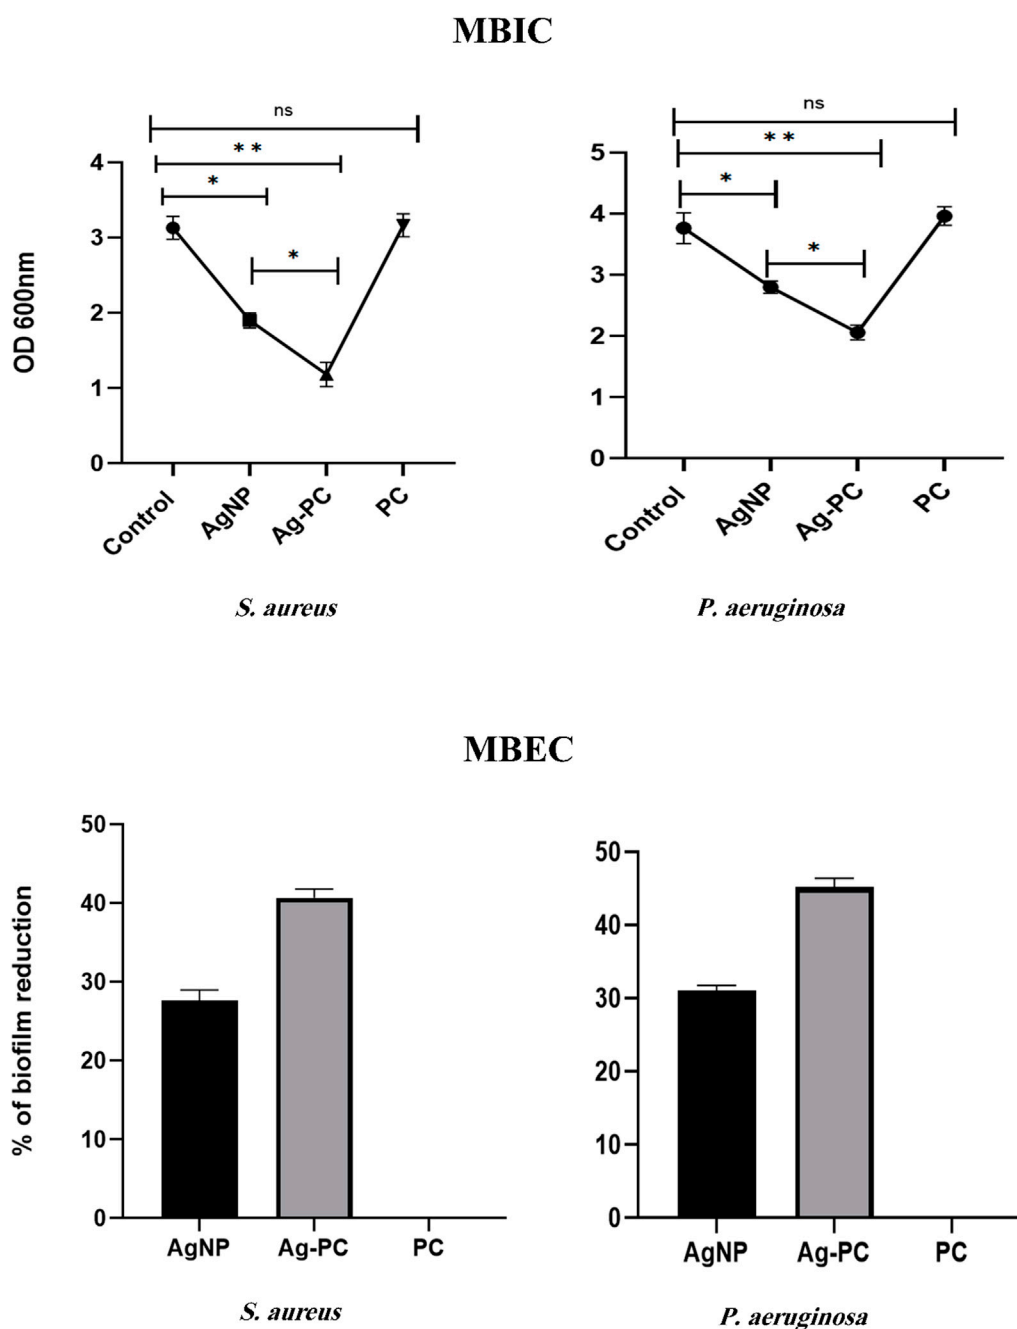 MBIC
ns
**
*
*
OD 600nm
4
3
2
1
0
Control
AgNP
Ag-PC
PC
S. aureus
ns
**
*
*
5
4
3
2
1
0
Control
AgNP
Ag-PC
PC
P. aeruginosa
MBEC
% of biofilm reduction
50
40
30
20
10
0
AgNP
Ag-PC
PC
S. aureus
50
40
30
20
10
0
AgNP
Ag-PC
PC
P. aeruginosa